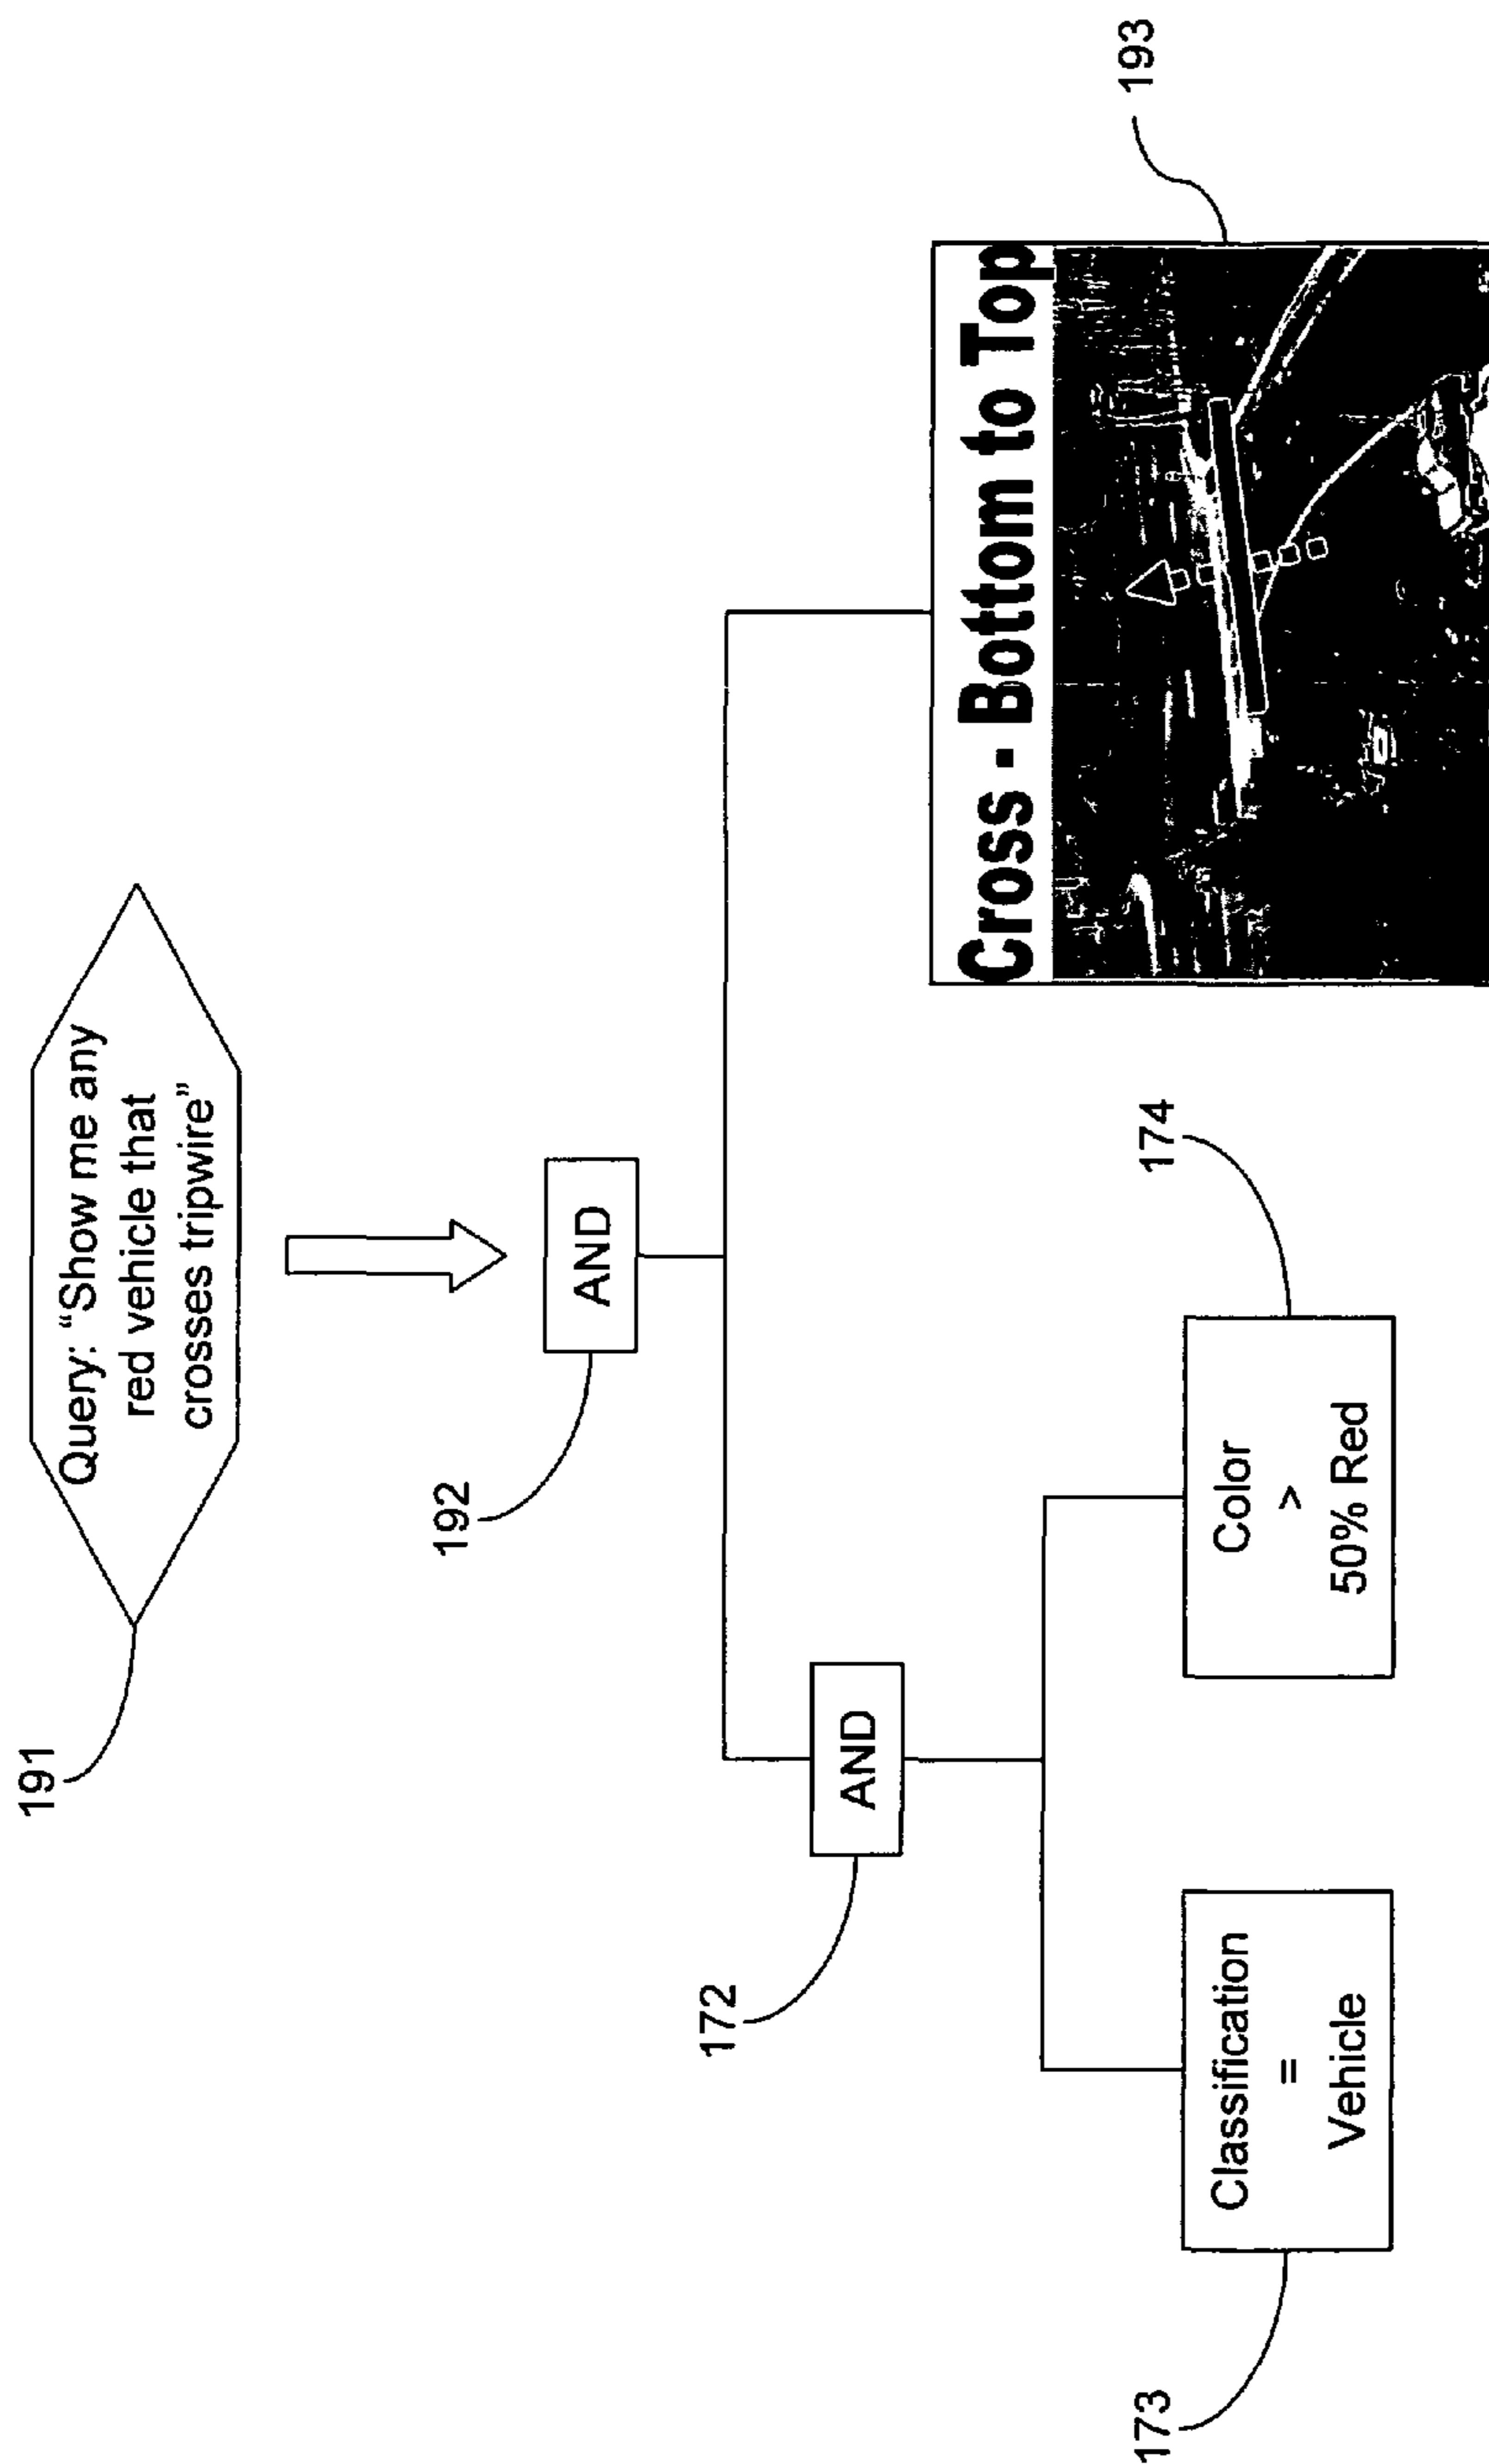 191
Query: “Show me any
red vehicle that
crosses tripwire”
192
AND
172
AND
173
Classification
=
Vehicle
174
Color
>
50% Red
193
Cross - Bottom to Top